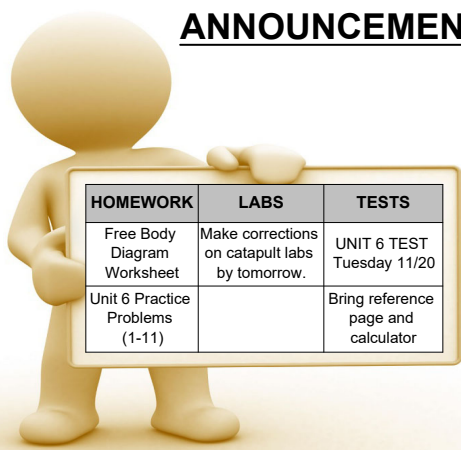 ANNOUNCEMEN
HOMEWORK LABS TESTS
Free Body
Diagram
Worksheet
Make corrections
on catapult labs
by tomorrow.
UNIT 6 TEST
Tuesday 11/20
Unit 6 Practice
Problems
(1-11)
Bring reference
page and
calculator